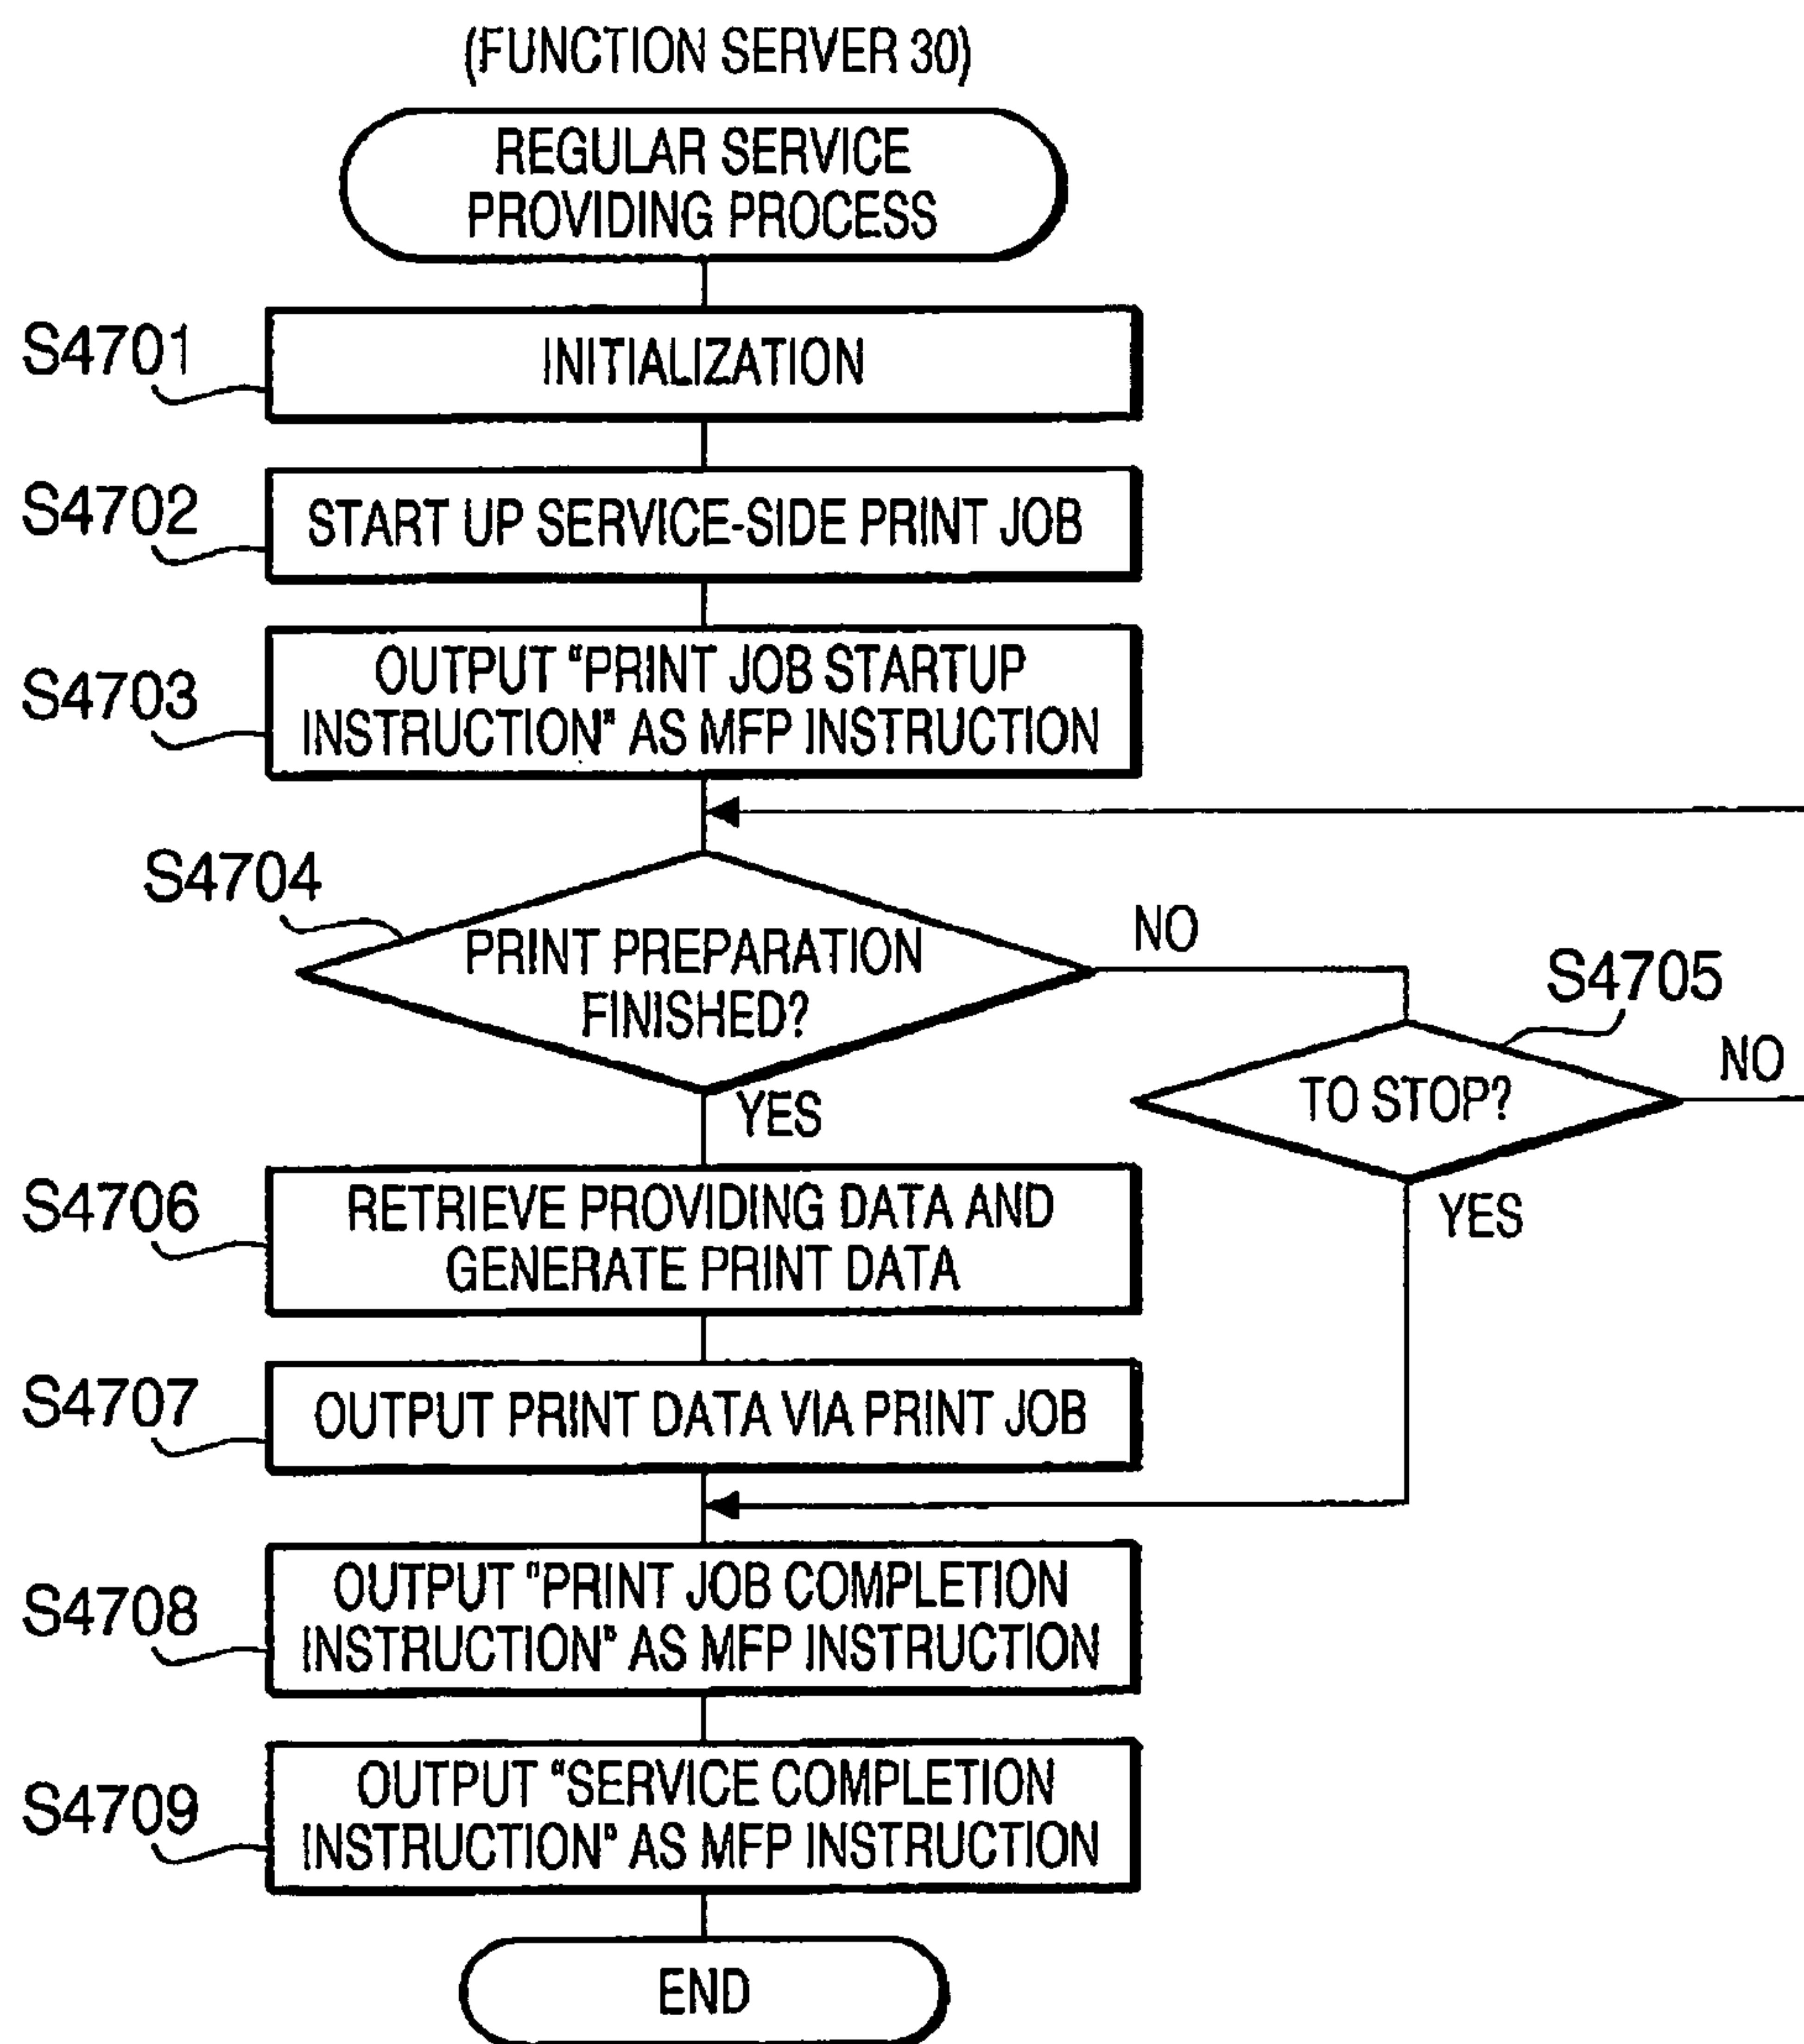 (FUNCTION SERVER 30)
REGULAR SERVICE
PROVIDING PROCESS
S4701
INITIALIZATION
S4702
START UP SERVICE-SIDE PRINT JOB
S4703
OUTPUT "PRINT JOB STARTUP
INSTRUCTION" AS MFP INSTRUCTION
S4704
PRINT PREPARATION
FINISHED?
NO
YES
S4705
TO STOP?
NO
YES
S4706
RETRIEVE PROVIDING DATA AND
GENERATE PRINT DATA
S4707
OUTPUT PRINT DATA VIA PRINT JOB
S4708
OUTPUT "PRINT JOB COMPLETION
INSTRUCTION" AS MFP INSTRUCTION
S4709
OUTPUT "SERVICE COMPLETION
INSTRUCTION" AS MFP INSTRUCTION
END